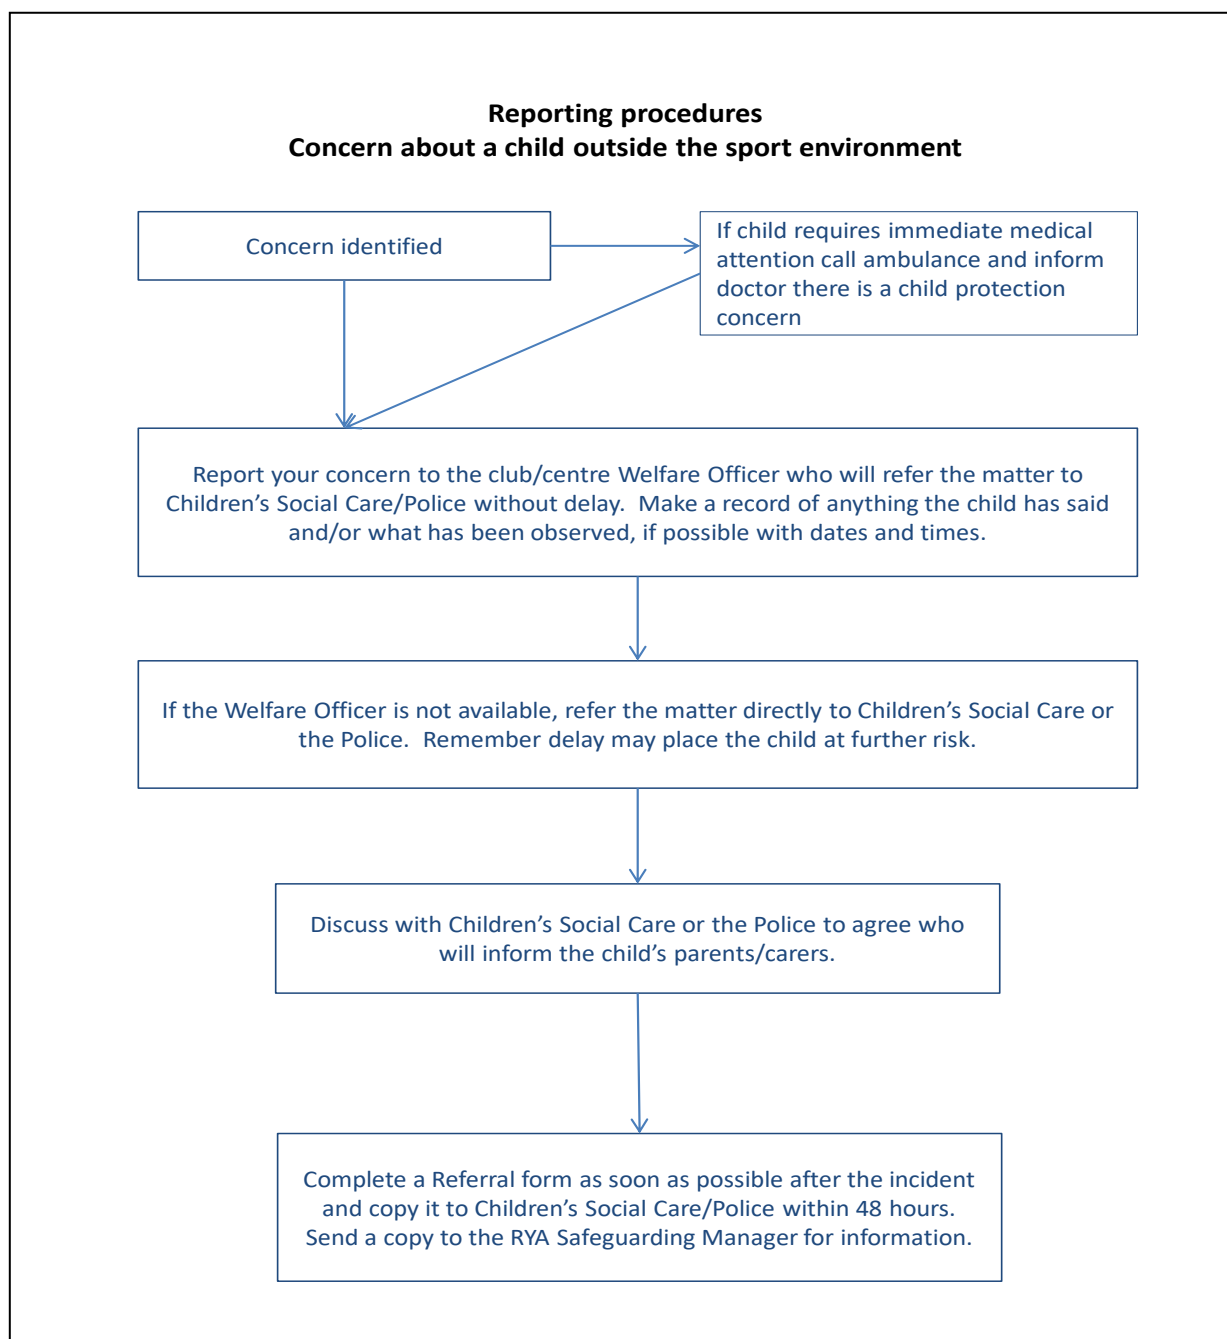 Reporting procedures
Concern about a child outside the sport environment
Concern identified
If child requires immediate medical
attention call ambulance and inform
doctor there is a child protection
concern
Report your concern to the club/centre Welfare Officer who will refer the matter to
Children’s Social Care/Police without delay.  Make a record of anything the child has said
and/or what has been observed, if possible with dates and times.
If the Welfare Officer is not available, refer the matter directly to Children’s Social Care or
the Police.  Remember delay may place the child at further risk.
Discuss with Children’s Social Care or the Police to agree who
will inform the child’s parents/carers.
Complete a Referral form as soon as possible after the incident
and copy it to Children’s Social Care/Police within 48 hours.
Send a copy to the RYA Safeguarding Manager for information.